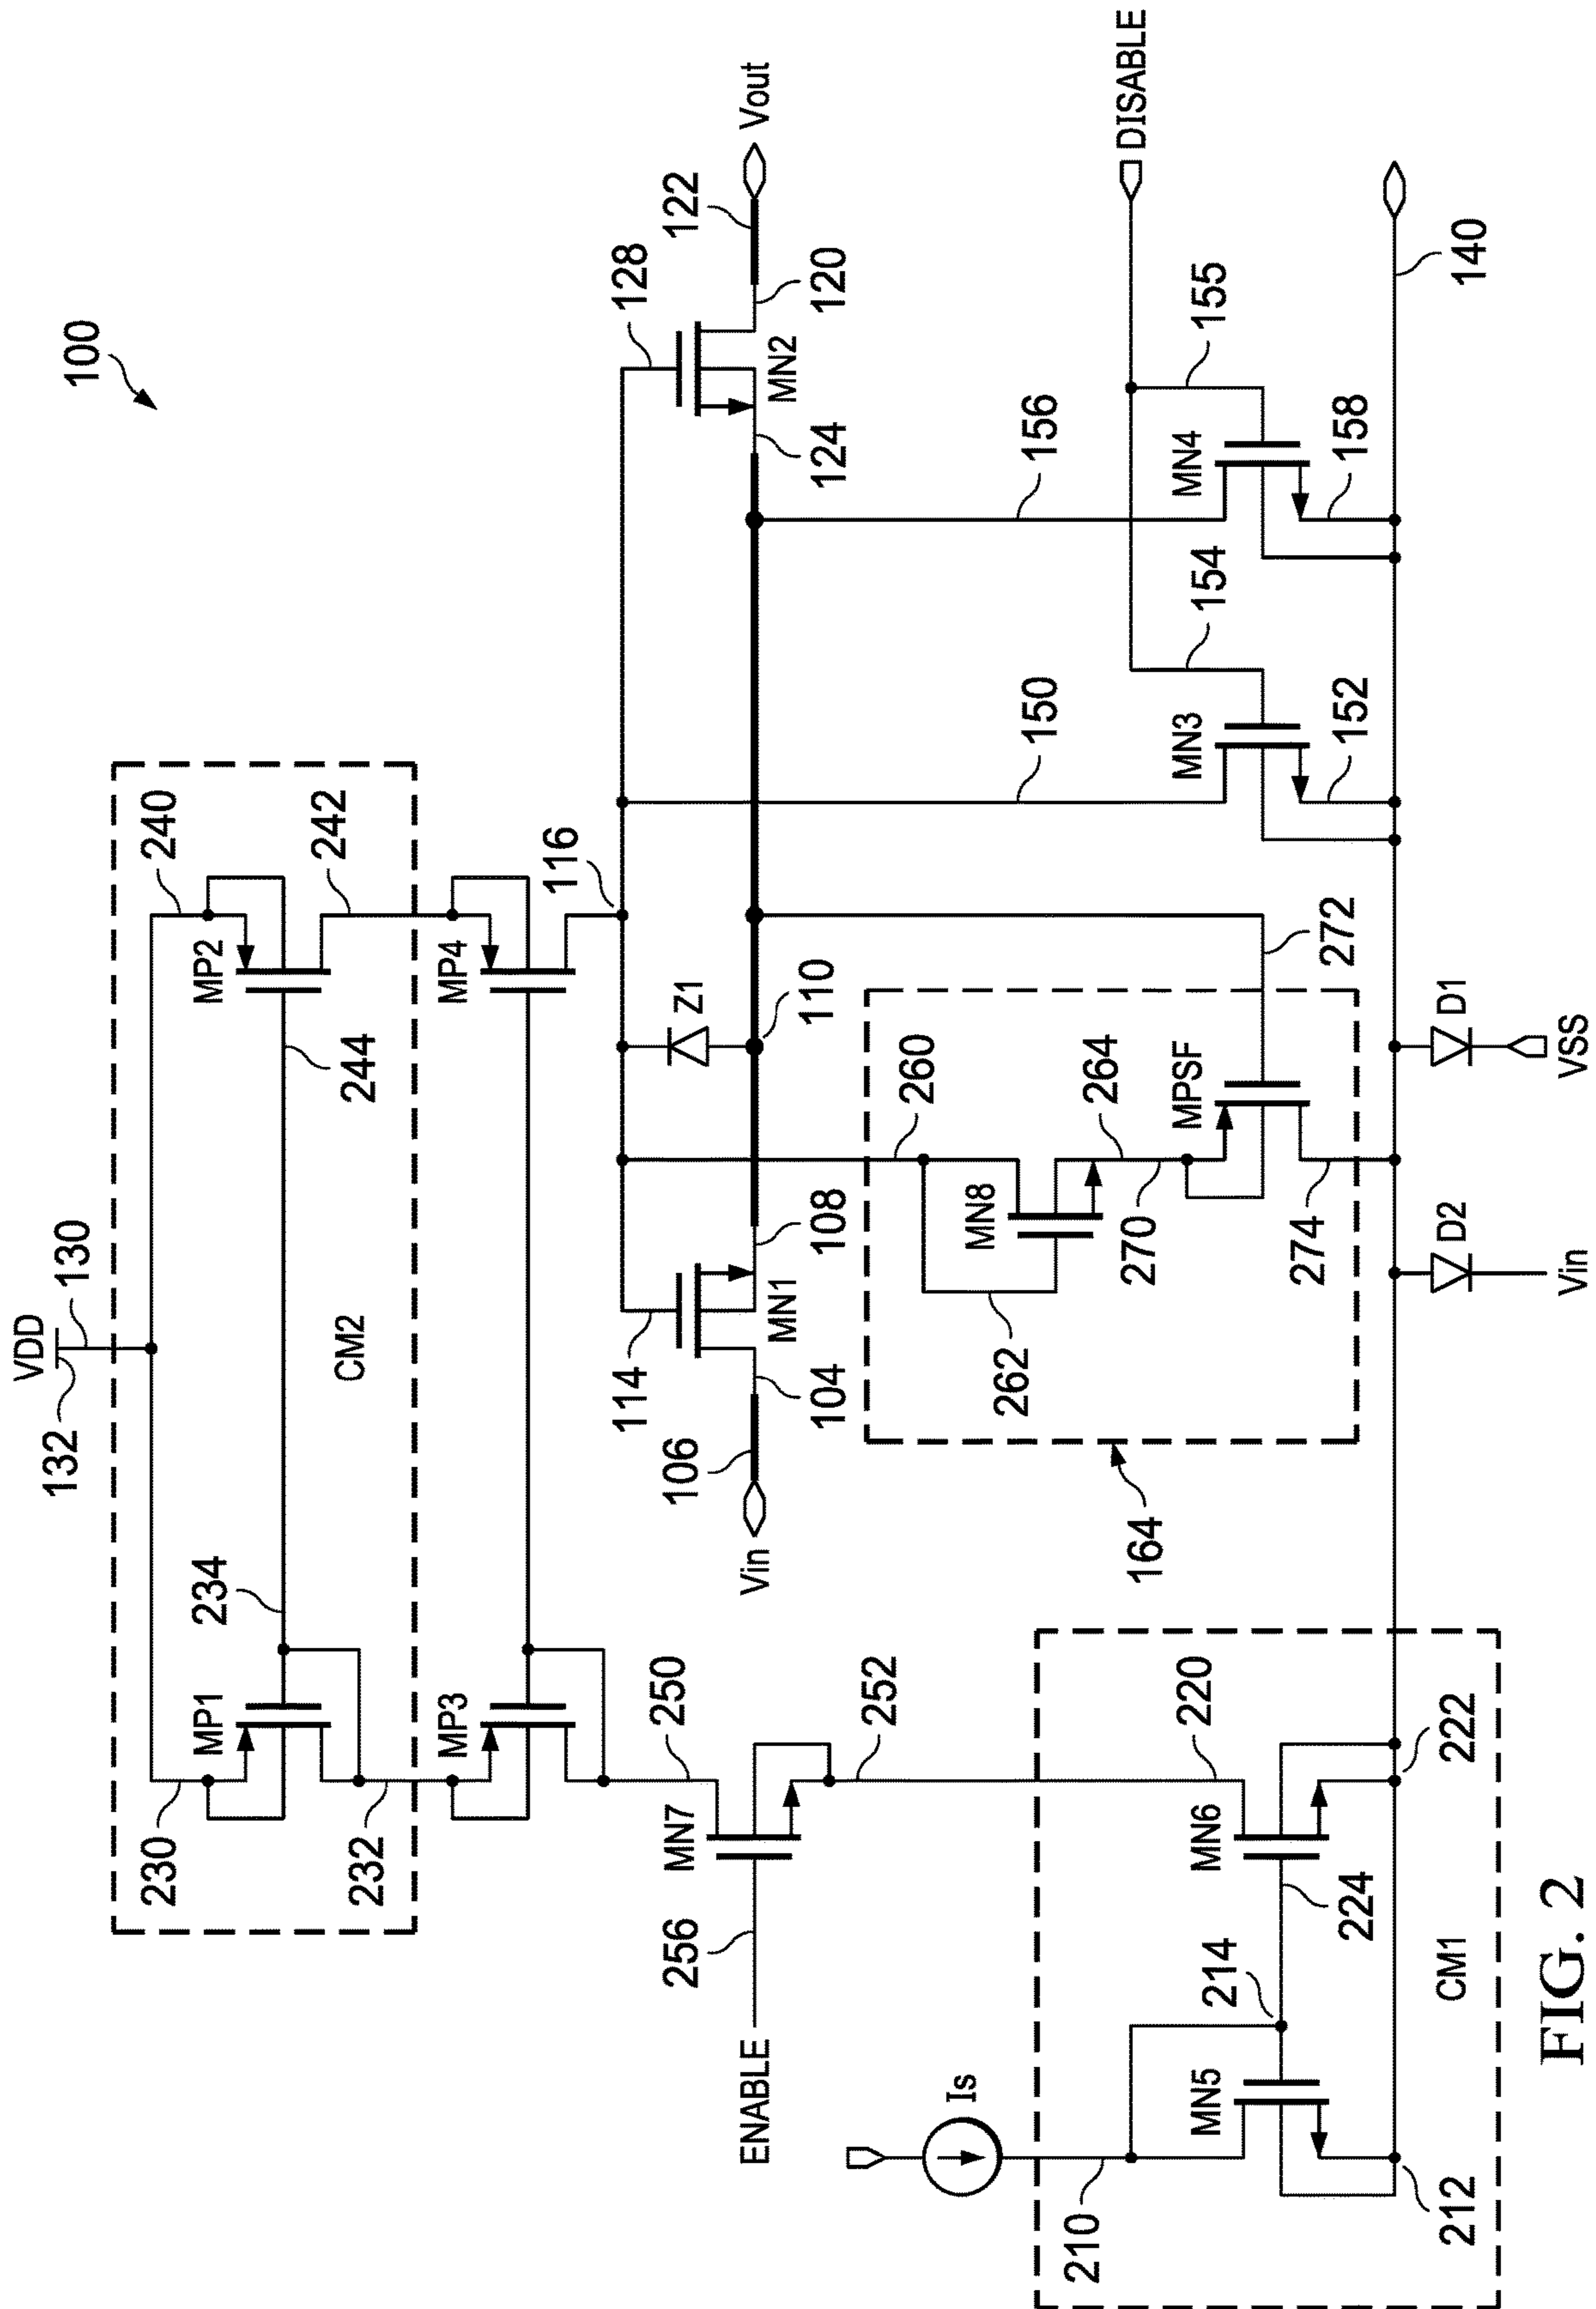 100
VDD
130
132
230
MP1
234
232
CM2
244
240
MP2
242
MP3
MP4
116
250
MN7
252
256
ENABLE
114
106
Vin
104
MN1
108
Z1
110
128
124
MN2
120
122
Vout
260
262
MN8
264
270
MPSF
272
274
164
150
MN3
154
152
156
MN4
155
158
DISABLE
140
Is
210
214
MN5
212
224
MN6
220
222
CM1
D2
Vin
D1
VSS
FIG. 2